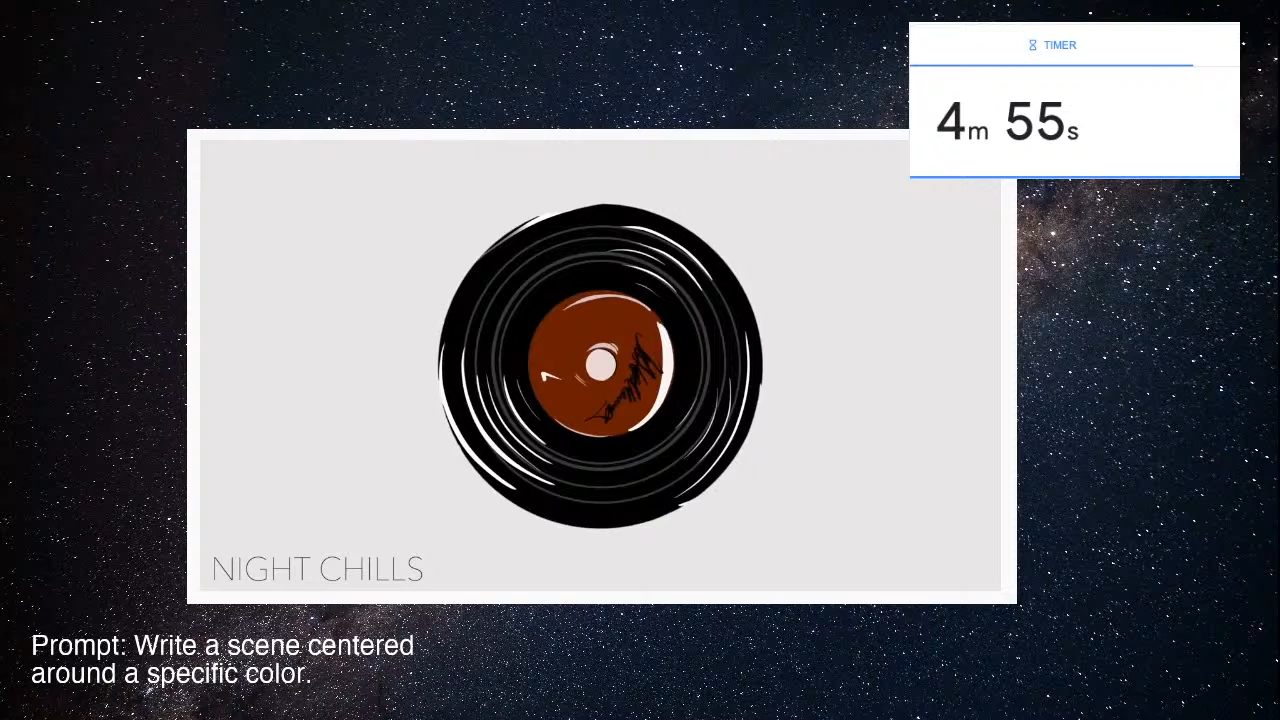 TIMER
4m 55s
NIGHT CHILLS
Prompt: Write a scene centered
around a specific color.